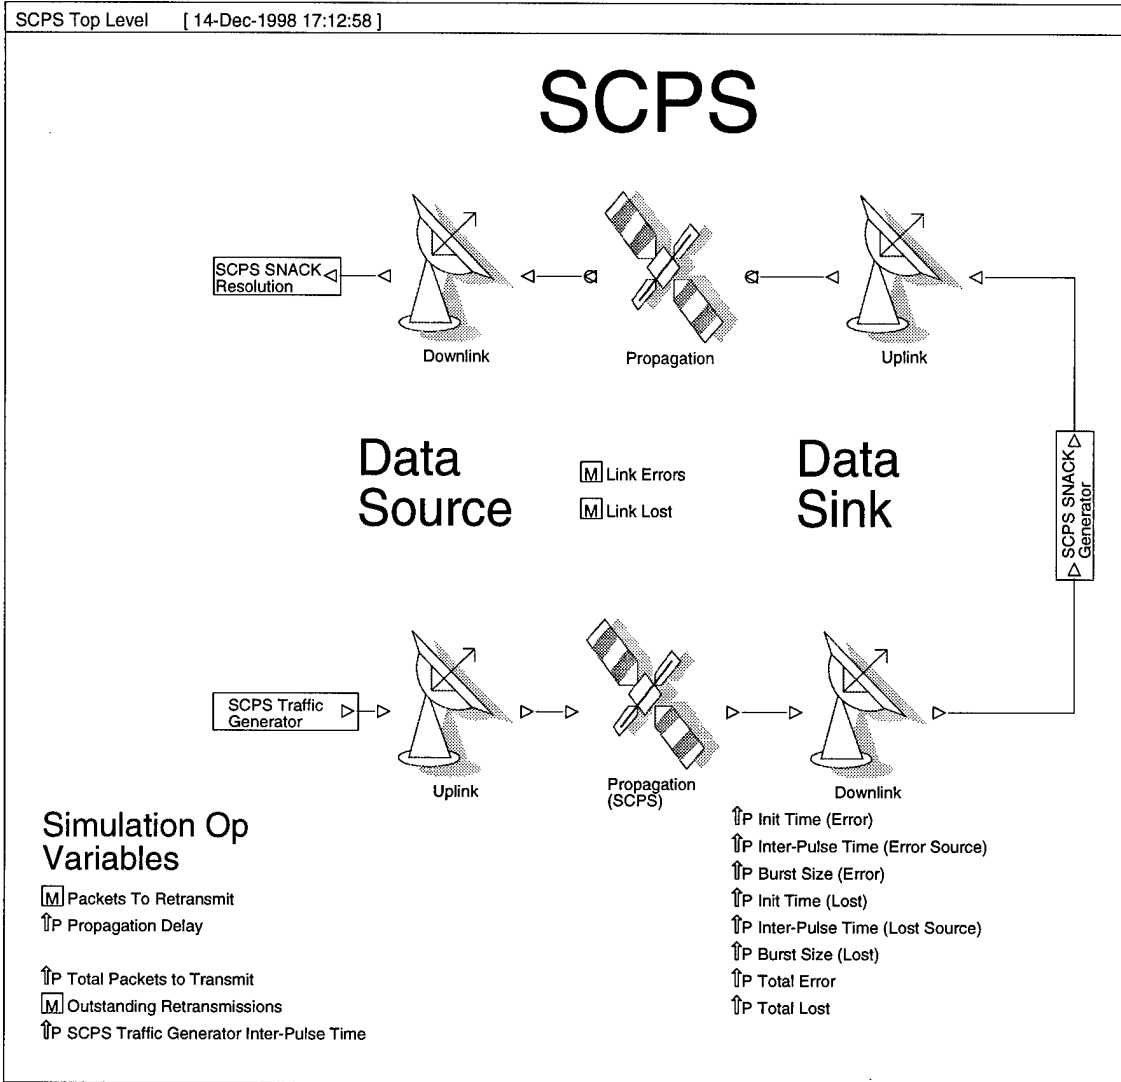 SCPS Top Level [ 14-Dec-1998 17:12:58 ]
SCPS
SCPS SNACK
Resolution
Downlink
Propagation
Uplink
Data
Source
M Link Errors
M Link Lost
Data
Sink
SCPS SNACK
Generator
SCPS Traffic
Generator
Uplink
Propagation
(SCPS)
Downlink
Simulation Op
Variables
M Packets To Retransmit
⇑P Propagation Delay
⇑P Total Packets to Transmit
M Outstanding Retransmissions
⇑P SCPS Traffic Generator Inter-Pulse Time
⇑P Init Time (Error)
⇑P Inter-Pulse Time (Error Source)
⇑P Burst Size (Error)
⇑P Init Time (Lost)
⇑P Inter-Pulse Time (Lost Source)
⇑P Burst Size (Lost)
⇑P Total Error
⇑P Total Lost